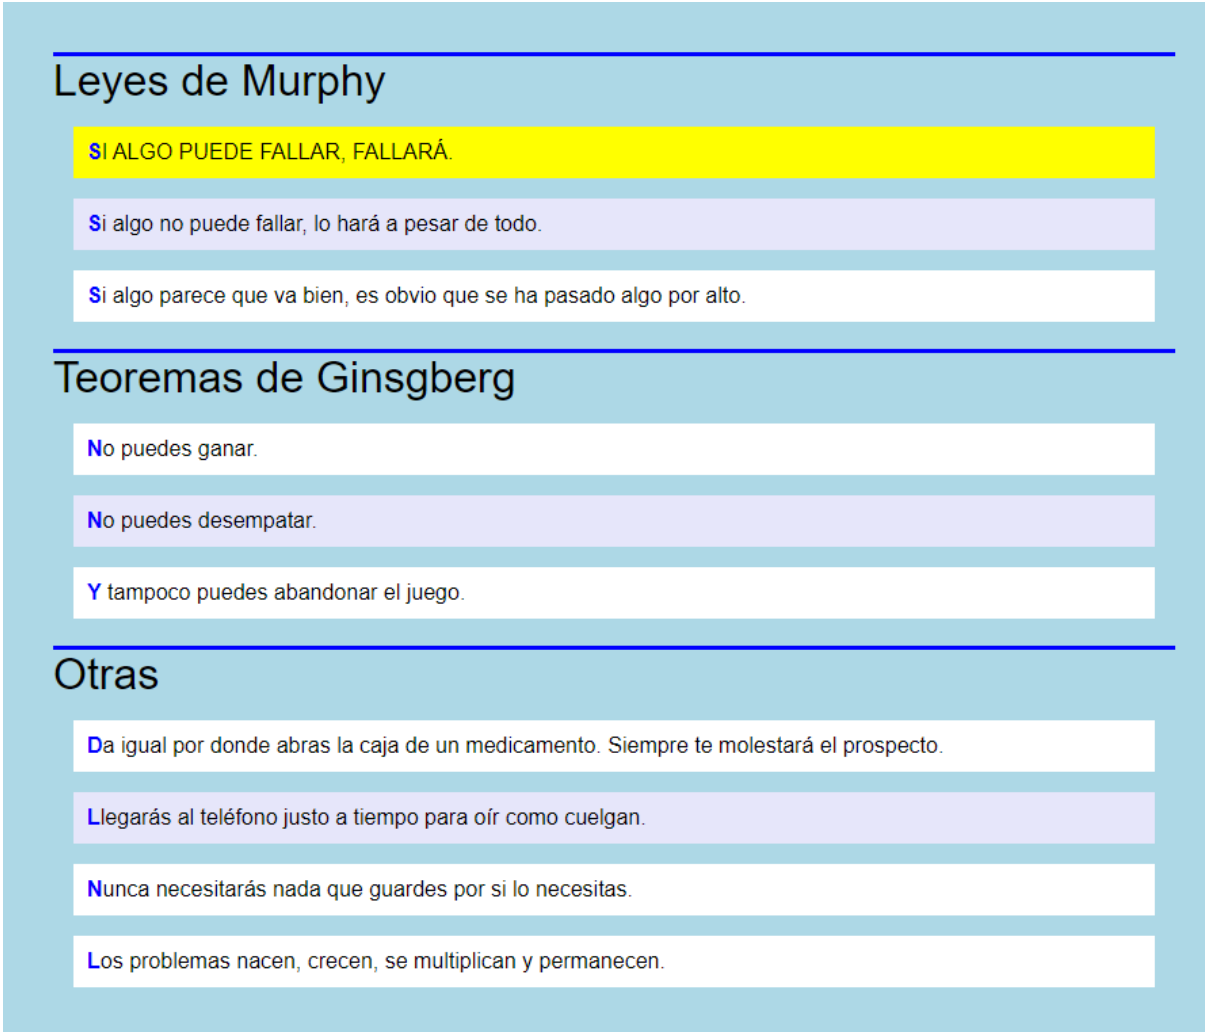 Leyes de Murphy
SI ALGO PUEDE FALLAR, FALLARÁ.
Si algo no puede fallar, lo hará a pesar de todo.
Si algo parece que va bien, es obvio que se ha pasado algo por alto.
Teoremas de Ginsgberg
No puedes ganar.
No puedes desempatar.
Y tampoco puedes abandonar el juego.
Otras
Da igual por donde abras la caja de un medicamento. Siempre te molestará el prospecto.
Llegarás al teléfono justo a tiempo para oír como cuelgan.
Nunca necesitarás nada que guardes por si lo necesitas.
Los problemas nacen, crecen, se multiplican y permanecen.